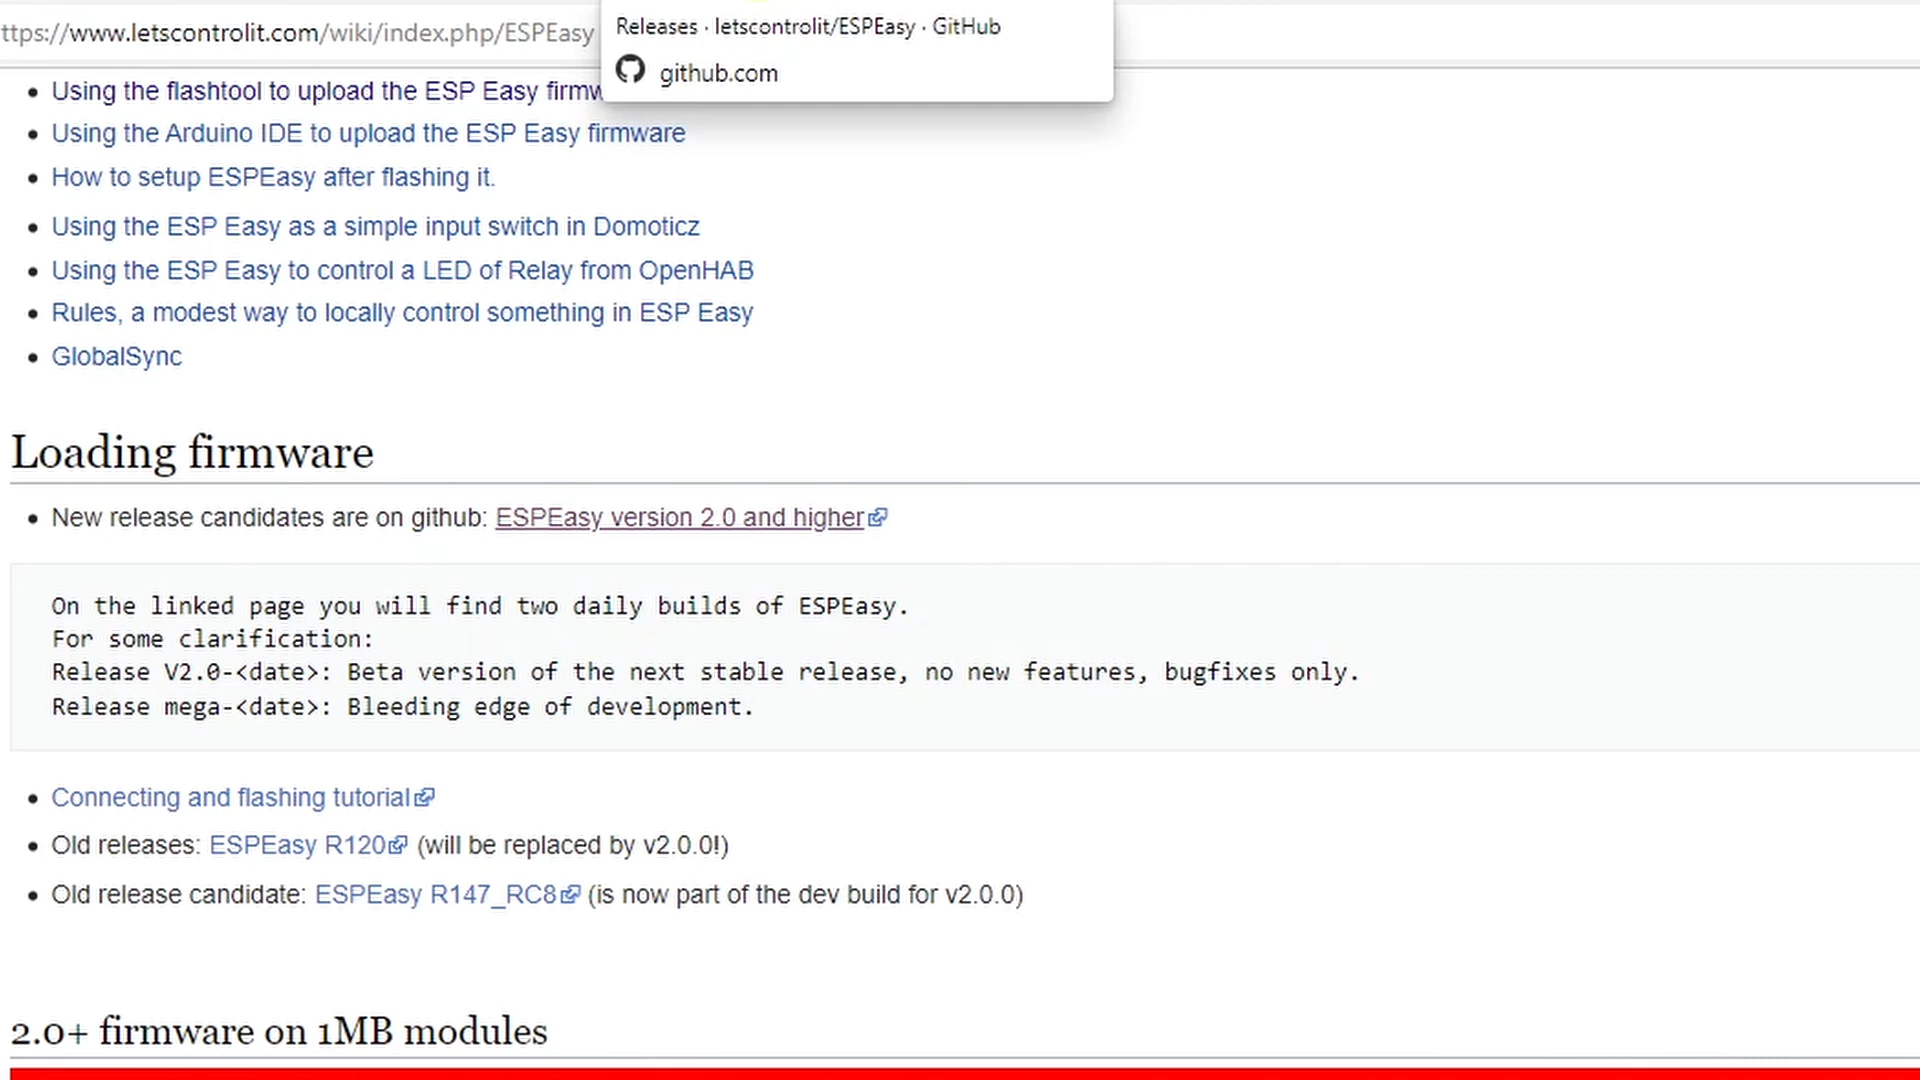 ttps://www.letscontrolit.com/wiki/index.php/ESPEasy
Releases · letscontrolit/ESPEasy · GitHub
github.com
Using the flashtool to upload the ESP Easy firmw
Using the Arduino IDE to upload the ESP Easy firmware
How to setup ESPEasy after flashing it.
Using the ESP Easy as a simple input switch in Domoticz
Using the ESP Easy to control a LED of Relay from OpenHAB
Rules, a modest way to locally control something in ESP Easy
GlobalSync
Loading firmware
New release candidates are on github: ESPEasy version 2.0 and higher
On the linked page you will find two daily builds of ESPEasy.
For some clarification:
Release V2.0-<date>: Beta version of the next stable release, no new features, bugfixes only.
Release mega-<date>: Bleeding edge of development.
Connecting and flashing tutorial
Old releases: ESPEasy R120 (will be replaced by v2.0.0!)
Old release candidate: ESPEasy R147_RC8 (is now part of the dev build for v2.0.0)
2.0+ firmware on 1MB modules